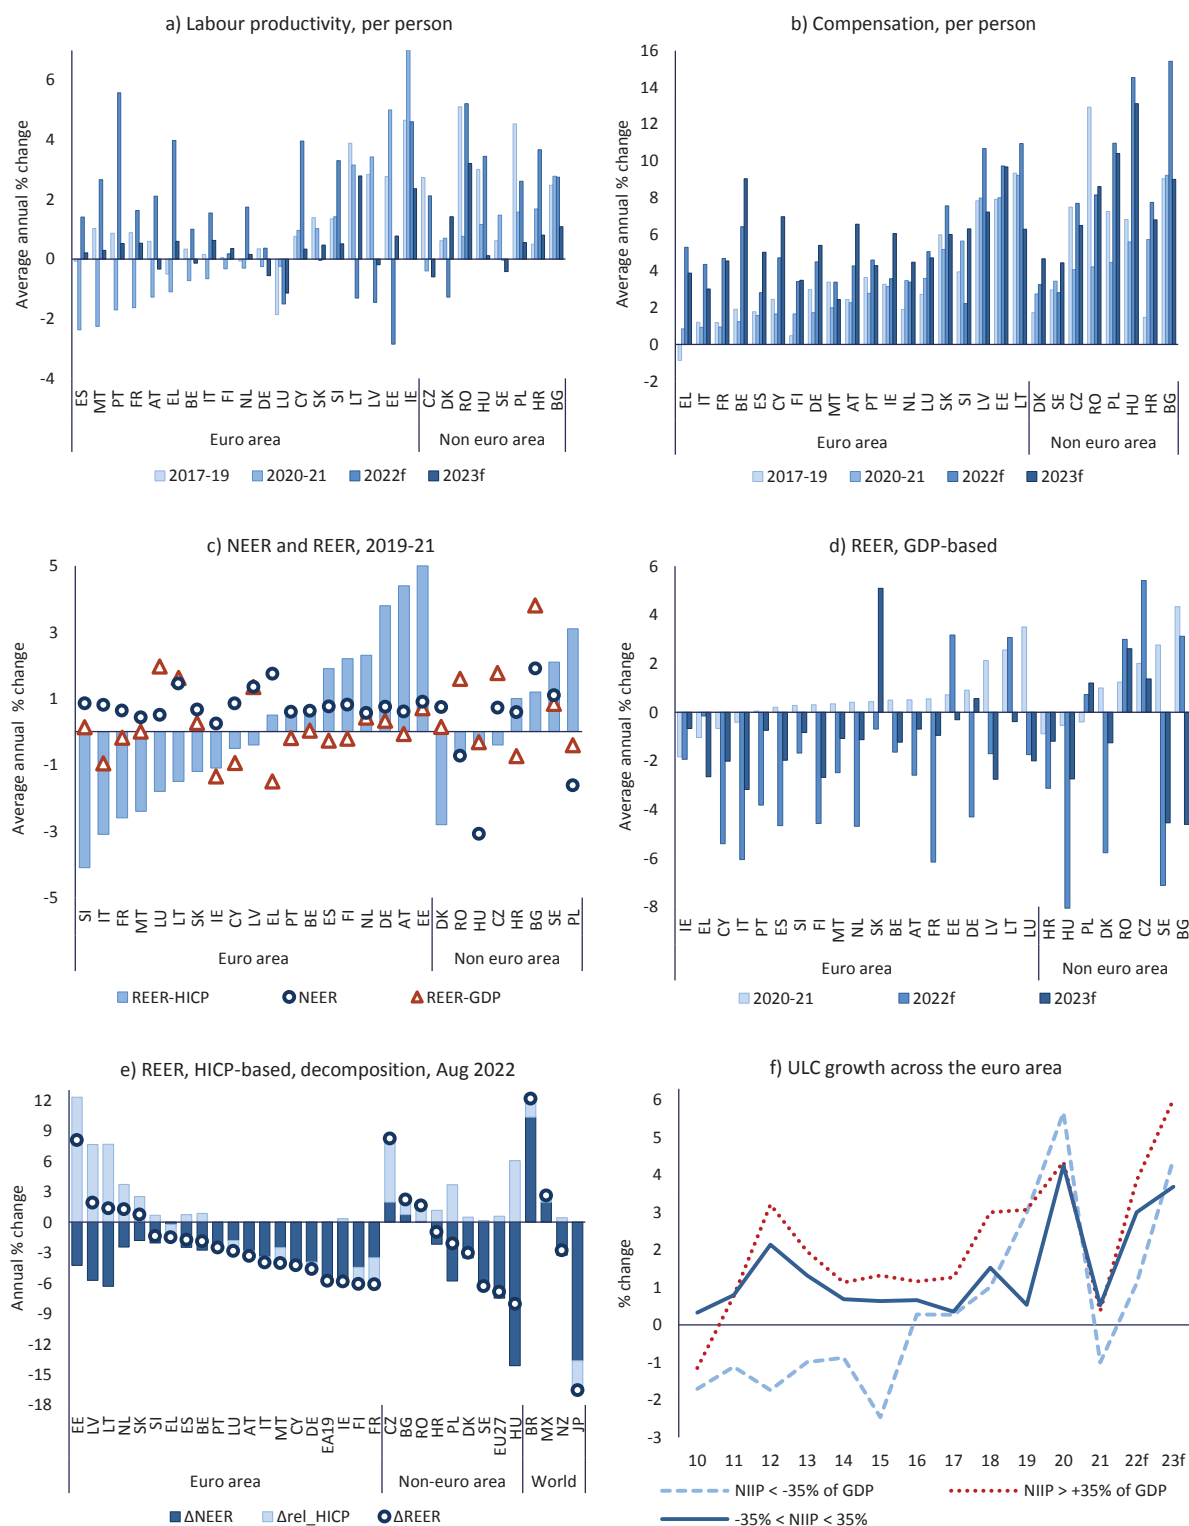 a) Labour productivity, per person
Average annual % change
6
4
2
0
-2
-4
ES MT PT FR AT EL BE IT FI NL DE LU CY SK SI LT LV EE IE CZ DK RO HU SE PL HR BG
Euro area Non euro area
2017-19 2020-21 2022f 2023f
b) Compensation, per person
Average annual % change
16
14
12
10
8
6
4
2
0
-2
EL IT FR BE ES CY FI DE MT AT PT IE NL LU SK SI LV EE LT DK SE CZ RO PL HU HR BG
Euro area Non euro area
2017-19 2020-21 2022f 2023f
c) NEER and REER, 2019-21
Average annual % change
5
3
1
-1
-3
-5
SI IT FR MT LU LT SK IE CY LV EL PT BE ES FI NL DE AT EE DK RO HU CZ HR BG SE PL
Euro area Non euro area
REER-HICP NEER REER-GDP
d) REER, GDP-based
Average annual % change
6
4
2
0
-2
-4
-6
-8
IE EL CY IT PT ES SI FI MT NL SK BE AT FR EE DE LV LT LU HR HU PL DK RO CZ SE BG
Euro area Non euro area
2020-21 2022f 2023f
e) REER, HICP-based, decomposition, Aug 2022
Annual % change
12
9
6
3
0
-3
-6
-9
-12
-15
-18
EE LV LT NL SK SI EL ES BE PT LU AT IT MT CY DE EA19 IE FI FR CZ BG RO HR PL DK SE EU27 HU BR MX NZ JP
Euro area Non-euro area World
ΔNEER Δrel_HICP ΔREER
f) ULC growth across the euro area
% change
6
5
4
3
2
1
0
-1
-2
-3
10 11 12 13 14 15 16 17 18 19 20 21 22f 23f
NIIP < -35% of GDP NIIP > +35% of GDP
-35% < NIIP < 35%